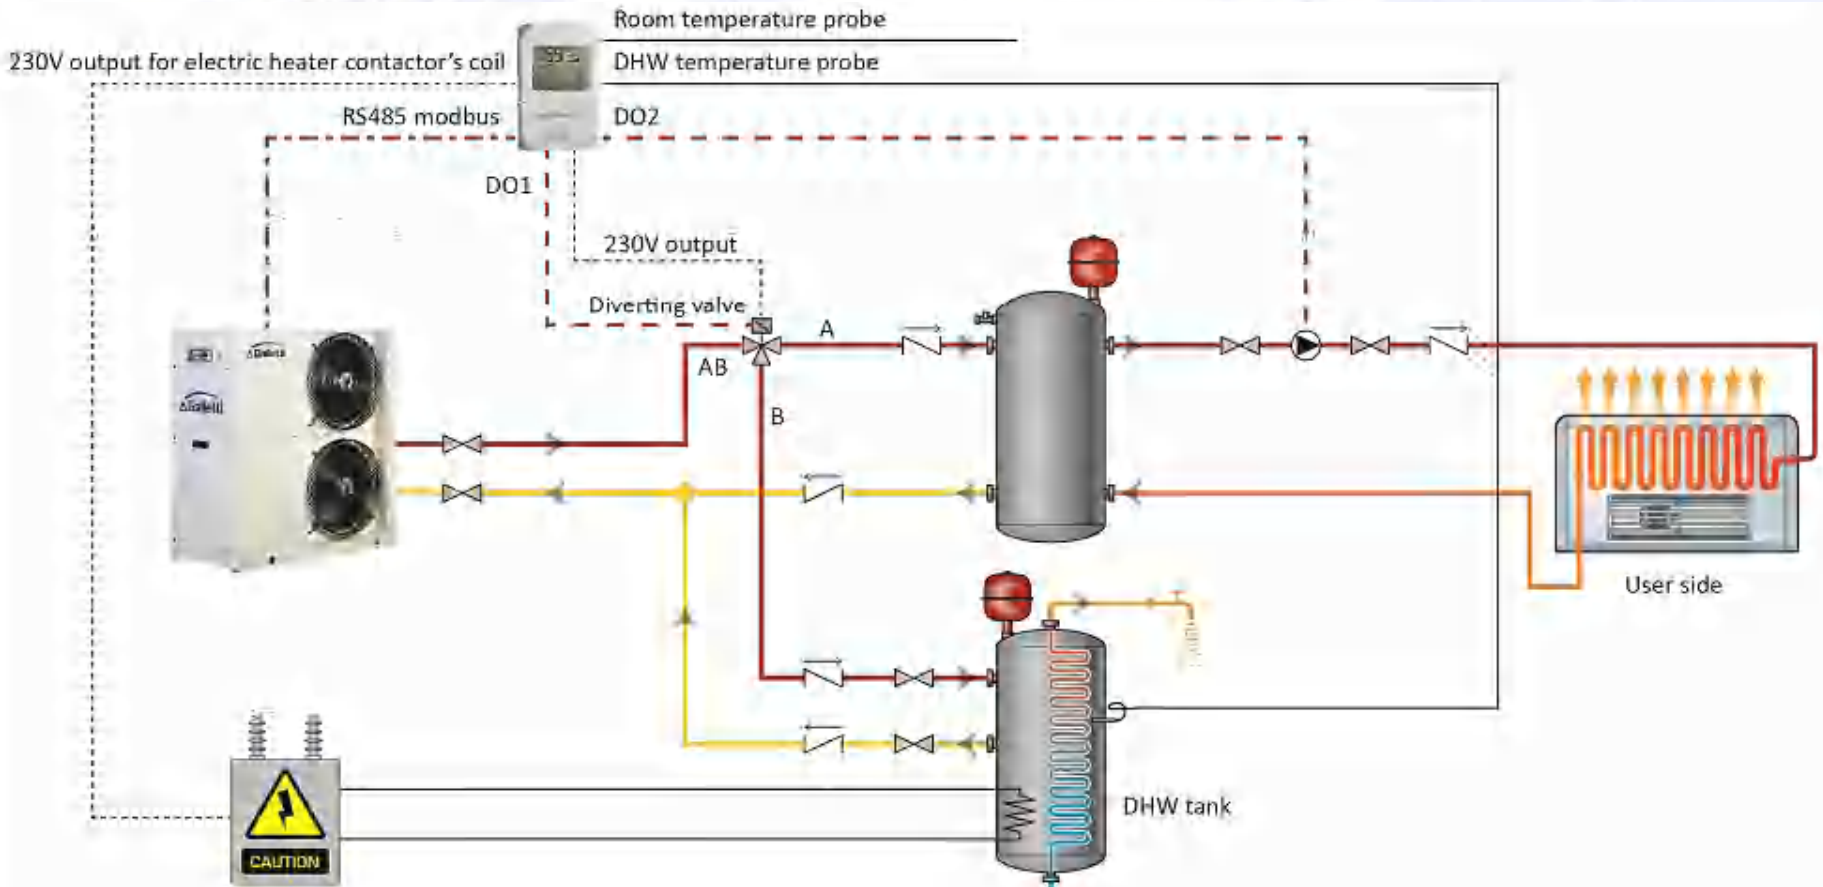 Room temperature probe
230V output for electric heater contactor's coil
DHW temperature probe
RS485 modbus
DO2
DO1
230V output
Diverting valve
A
AB
B
User side
DHW tank
CAUTION